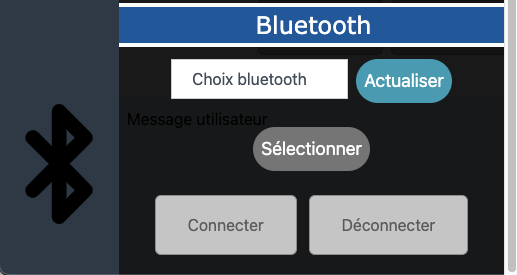 Bluetooth
Choix bluetooth
Actualiser
Message utilisateur
Sélectionner
Connecter
Déconnecter